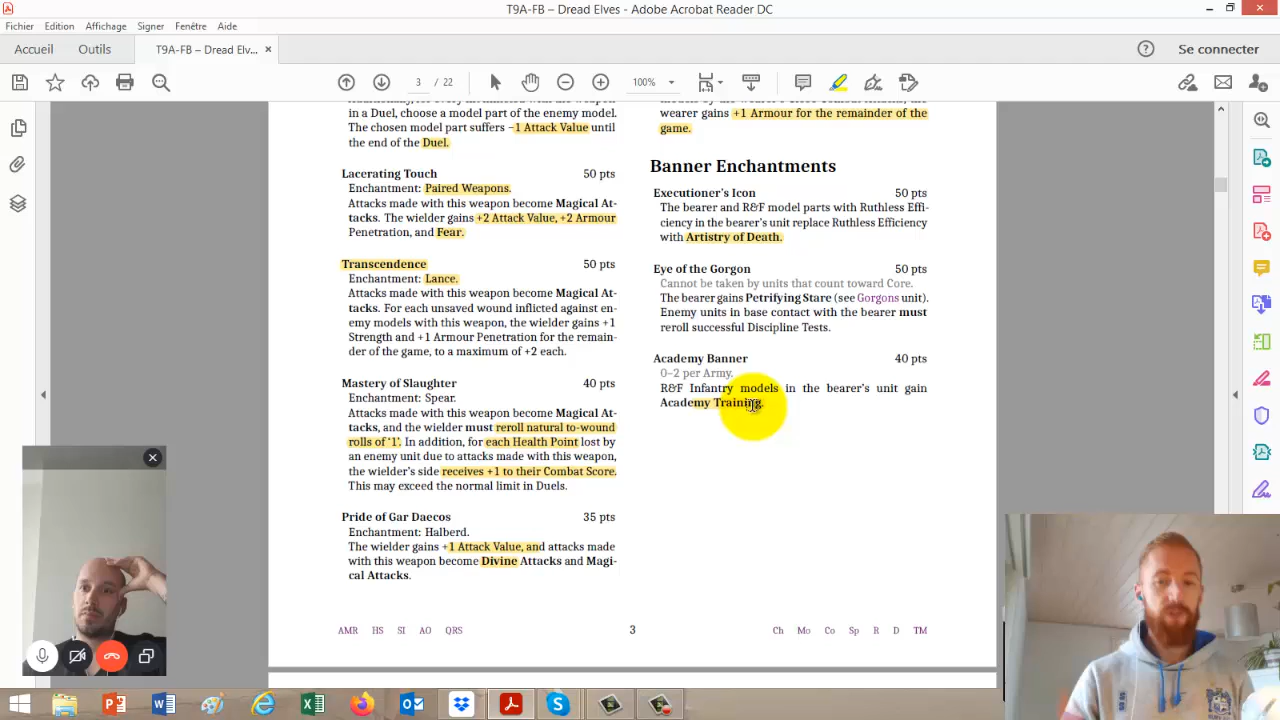 T9A-FB – Dread Elves - Adobe Acrobat Reader DC
Fichier Edition Affichage Signer Fenêtre Aide
Accueil Outils T9A-FB – Dread Elv... × Se connecter
3 / 22 100%
in a Duel, choose a model part of the enemy model.
The chosen model part suffers −1 Attack Value until
the end of the Duel.
Lacerating Touch 50 pts
Enchantment: Paired Weapons.
Attacks made with this weapon become Magical At-
tacks. The wielder gains +2 Attack Value, +2 Armour
Penetration, and Fear.
Transcendence 50 pts
Enchantment: Lance.
Attacks made with this weapon become Magical At-
tacks. For each unsaved wound inflicted against en-
emy models with this weapon, the wielder gains +1
Strength and +1 Armour Penetration for the remain-
der of the game, to a maximum of +2 each.
Mastery of Slaughter 40 pts
Enchantment: Spear.
Attacks made with this weapon become Magical At-
tacks, and the wielder must reroll natural to-wound
rolls of ‘1’. In addition, for each Health Point lost by
an enemy unit due to attacks made with this weapon,
the wielder’s side receives +1 to their Combat Score.
This may exceed the normal limit in Duels.
Pride of Gar Daecos 35 pts
Enchantment: Halberd.
The wielder gains +1 Attack Value, and attacks made
with this weapon become Divine Attacks and Magi-
cal Attacks.
wearer gains +1 Armour for the remainder of the
game.
Banner Enchantments
Executioner’s Icon 50 pts
The bearer and R&F model parts with Ruthless Effi-
ciency in the bearer’s unit replace Ruthless Efficiency
with Artistry of Death.
Eye of the Gorgon 50 pts
Cannot be taken by units that count toward Core.
The bearer gains Petrifying Stare (see Gorgons unit).
Enemy units in base contact with the bearer must
reroll successful Discipline Tests.
Academy Banner 40 pts
0–2 per Army.
R&F Infantry models in the bearer’s unit gain
Academy Training.
AMR HS SI AO QRS 3 Ch Mo Co Sp R D TM